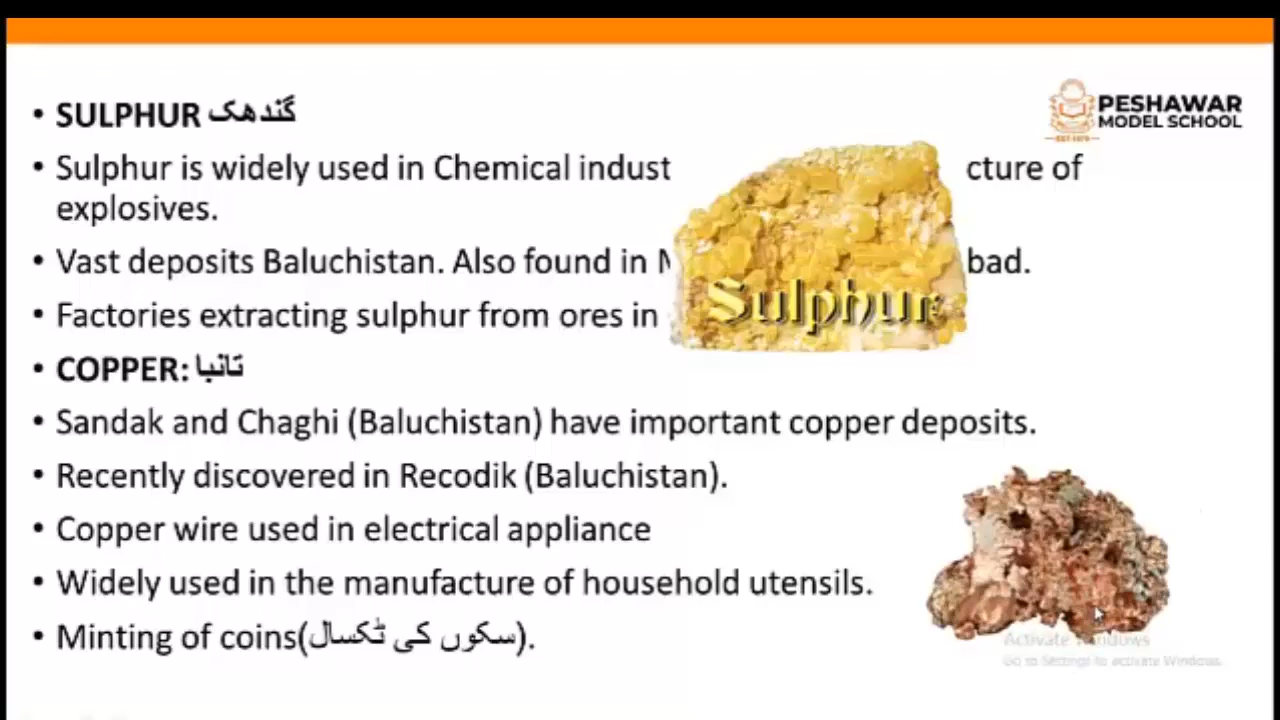 PESHAWAR
MODEL SCHOOL
• SULPHUR گندھک
• Sulphur is widely used in Chemical cture of
explosives.
• Vast deposits Baluchistan. Also found in bad.
• Factories extracting sulphur from ores in
Sulphur
• COPPER: تانبا
• Sandak and Chaghi (Baluchistan) have important copper deposits.
• Recently discovered in Recodik (Baluchistan).
• Copper wire used in electrical appliance
• Widely used in the manufacture of household utensils.
• Minting of coins(سکوں کی ٹکسال).
Activate Windows
Go to Settings to activate Windows.